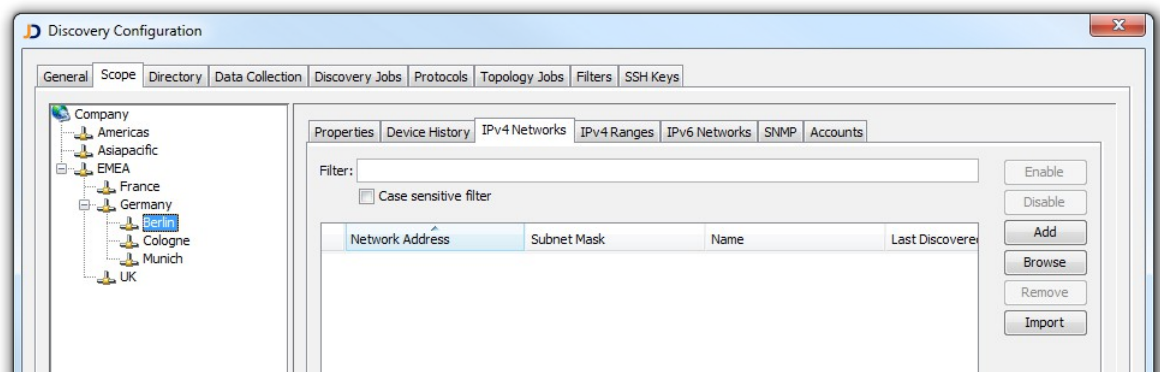 Discovery Configuration
General Scope Directory Data Collection Discovery Jobs Protocols Topology Jobs Filters SSH Keys
Company
Americas
Asiapacific
EMEA
France
Germany
Berlin
Cologne
Munich
UK
Properties Device History IPv4 Networks IPv4 Ranges IPv6 Networks SNMP Accounts
Filter:
Case sensitive filter
Network Address Subnet Mask Name Last Discovered
Enable
Disable
Add
Browse
Remove
Import